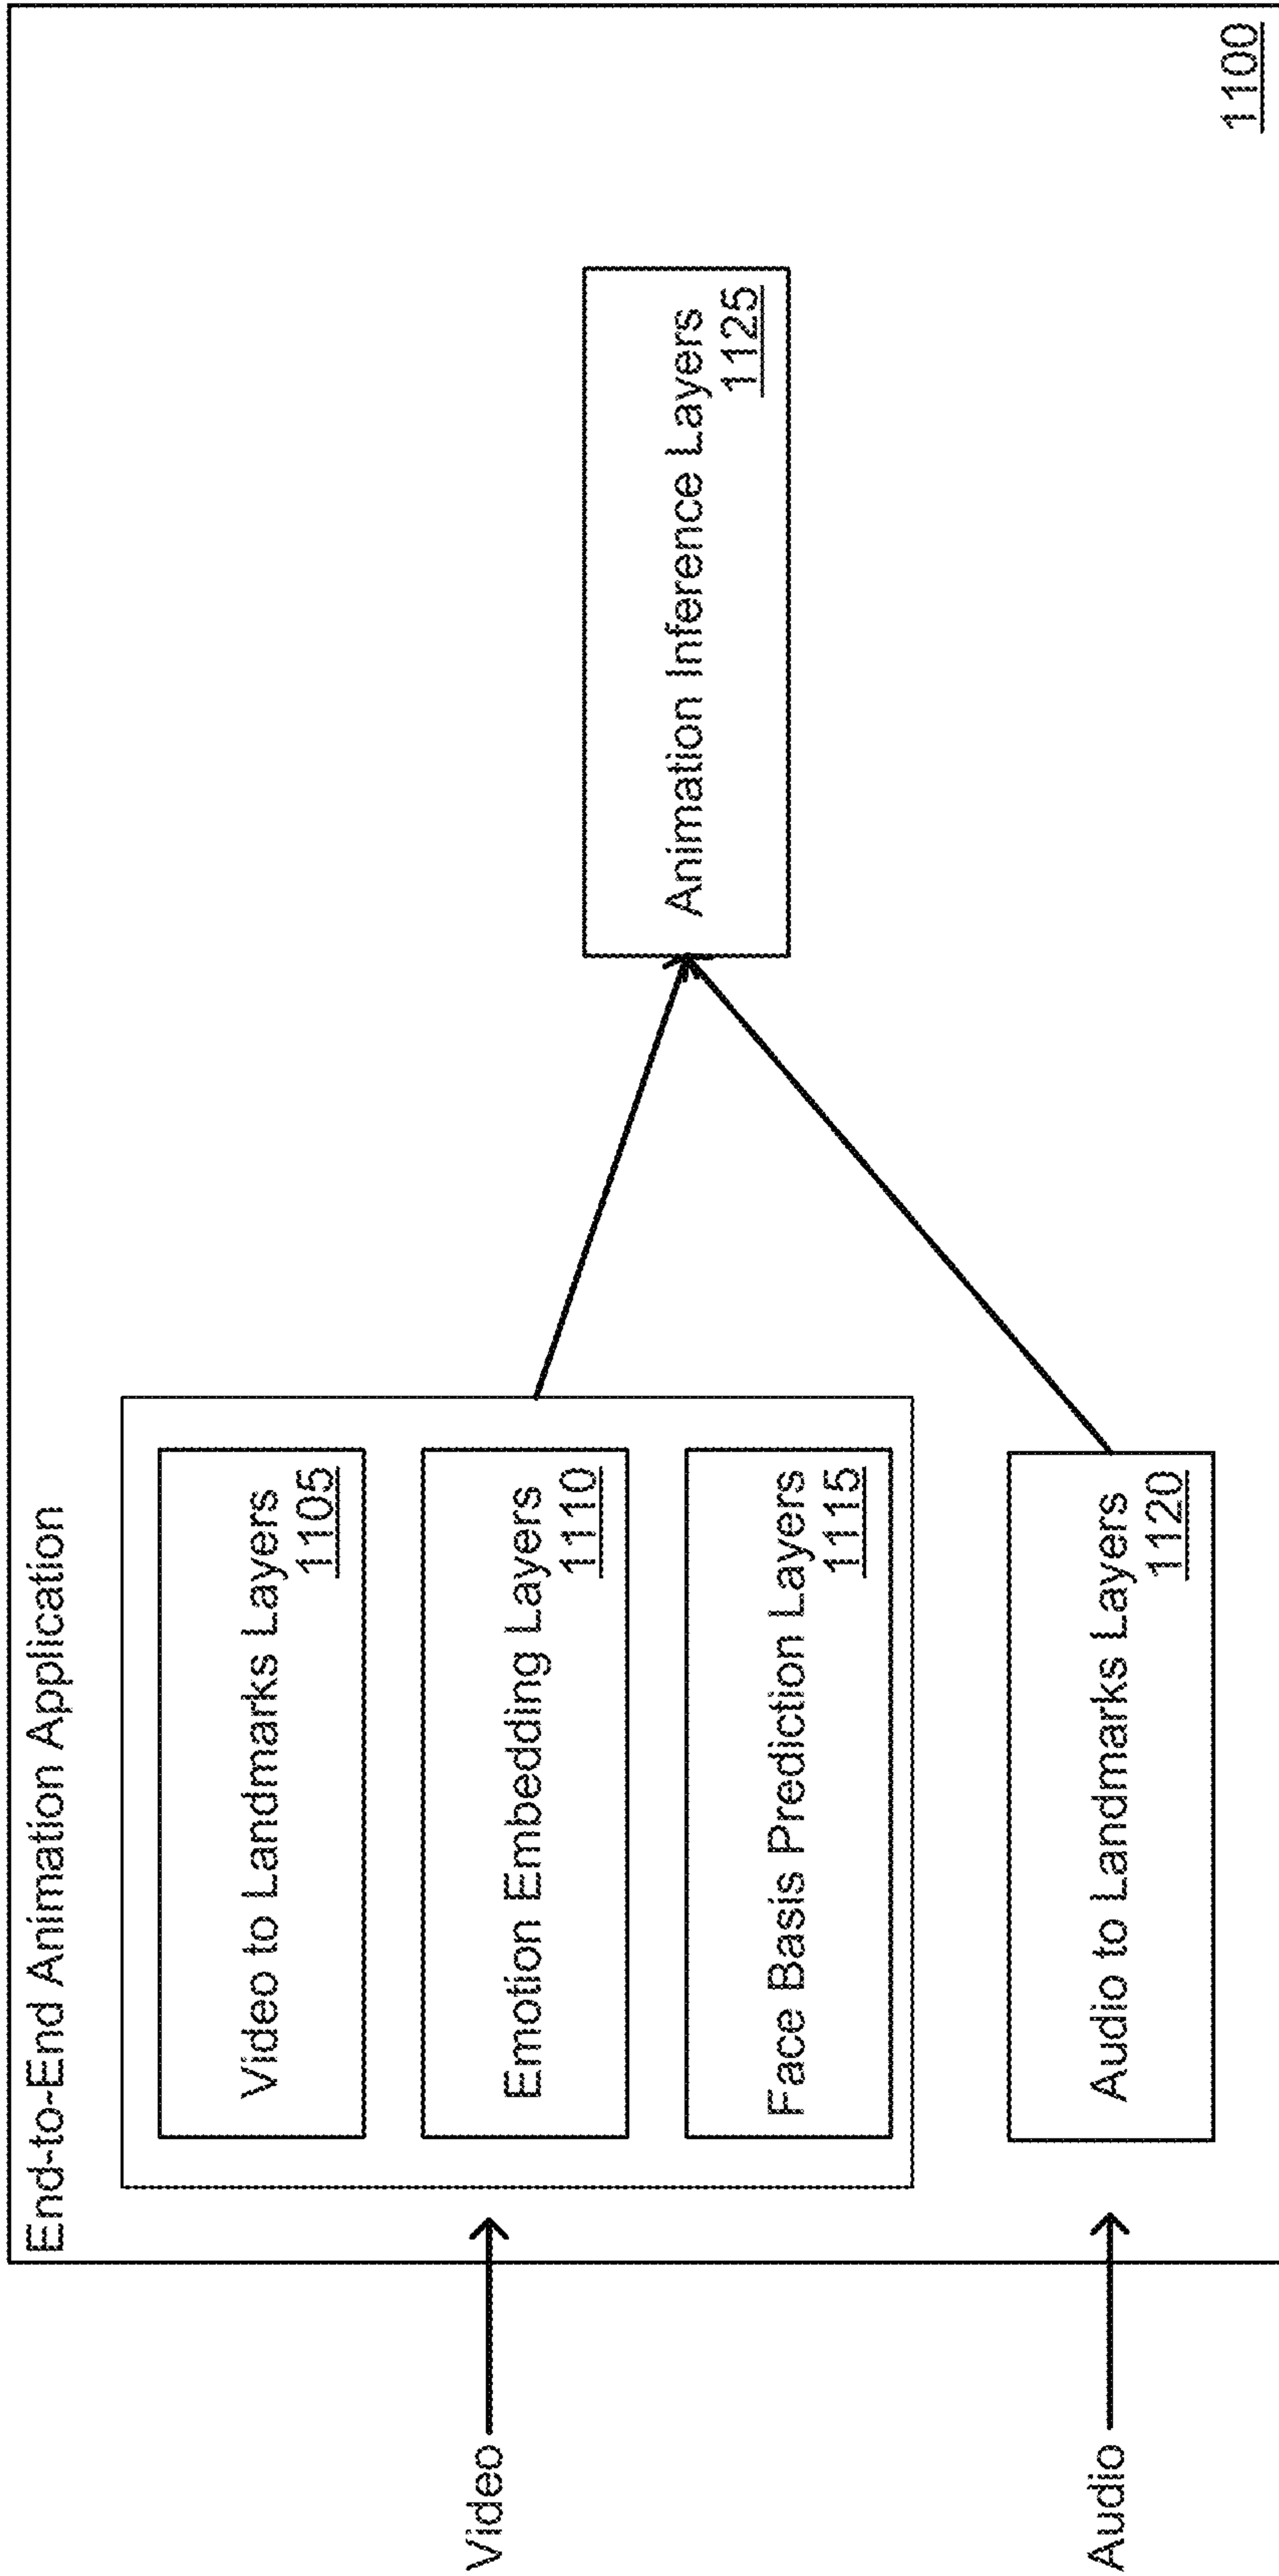 End-to-End Animation Application
Video
Video to Landmarks Layers
1105
Emotion Embedding Layers
1110
Face Basis Prediction Layers
1115
Audio
Audio to Landmarks Layers
1120
Animation Inference Layers
1125
1100